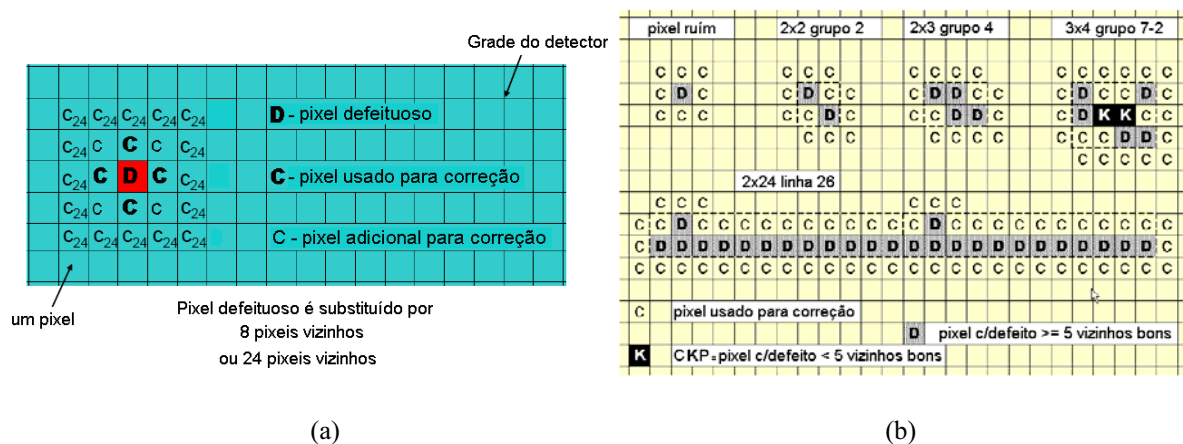 Grade do detector
C24 C24 C24 C24 C24 D - pixel defeituoso
C24 C C C C24
C24 C D C C24 C - pixel usado para correção
C24 C C C C24
C24 C24 C24 C24 C24 C - pixel adicional para correção
um pixel
Pixel defeituoso é substituído por
8 pixeis vizinhos
ou 24 pixeis vizinhos
(a)
pixel ruím 2x2 grupo 2 2x3 grupo 4 3x4 grupo 7-2
C C C C C C C C C C C C C C C
C D C C D C C C D D C C C D C C D C
C C C C C D C C C D D C C D K K C C
C C C C C C C C C C C D D C
C C C C C
2x24 linha 26
C C C C C C
C C D C C C C C C C C C C C D C C C C C C C C C C C
C D D D D D D D D D D D D D D D D D D D D D D D D C
C C C C C C C C C C C C C C C C C C C C C C C C C C
C pixel usado para correção
D pixel c/defeito >= 5 vizinhos bons
K CKP=pixel c/defeito < 5 vizinhos bons
(b)